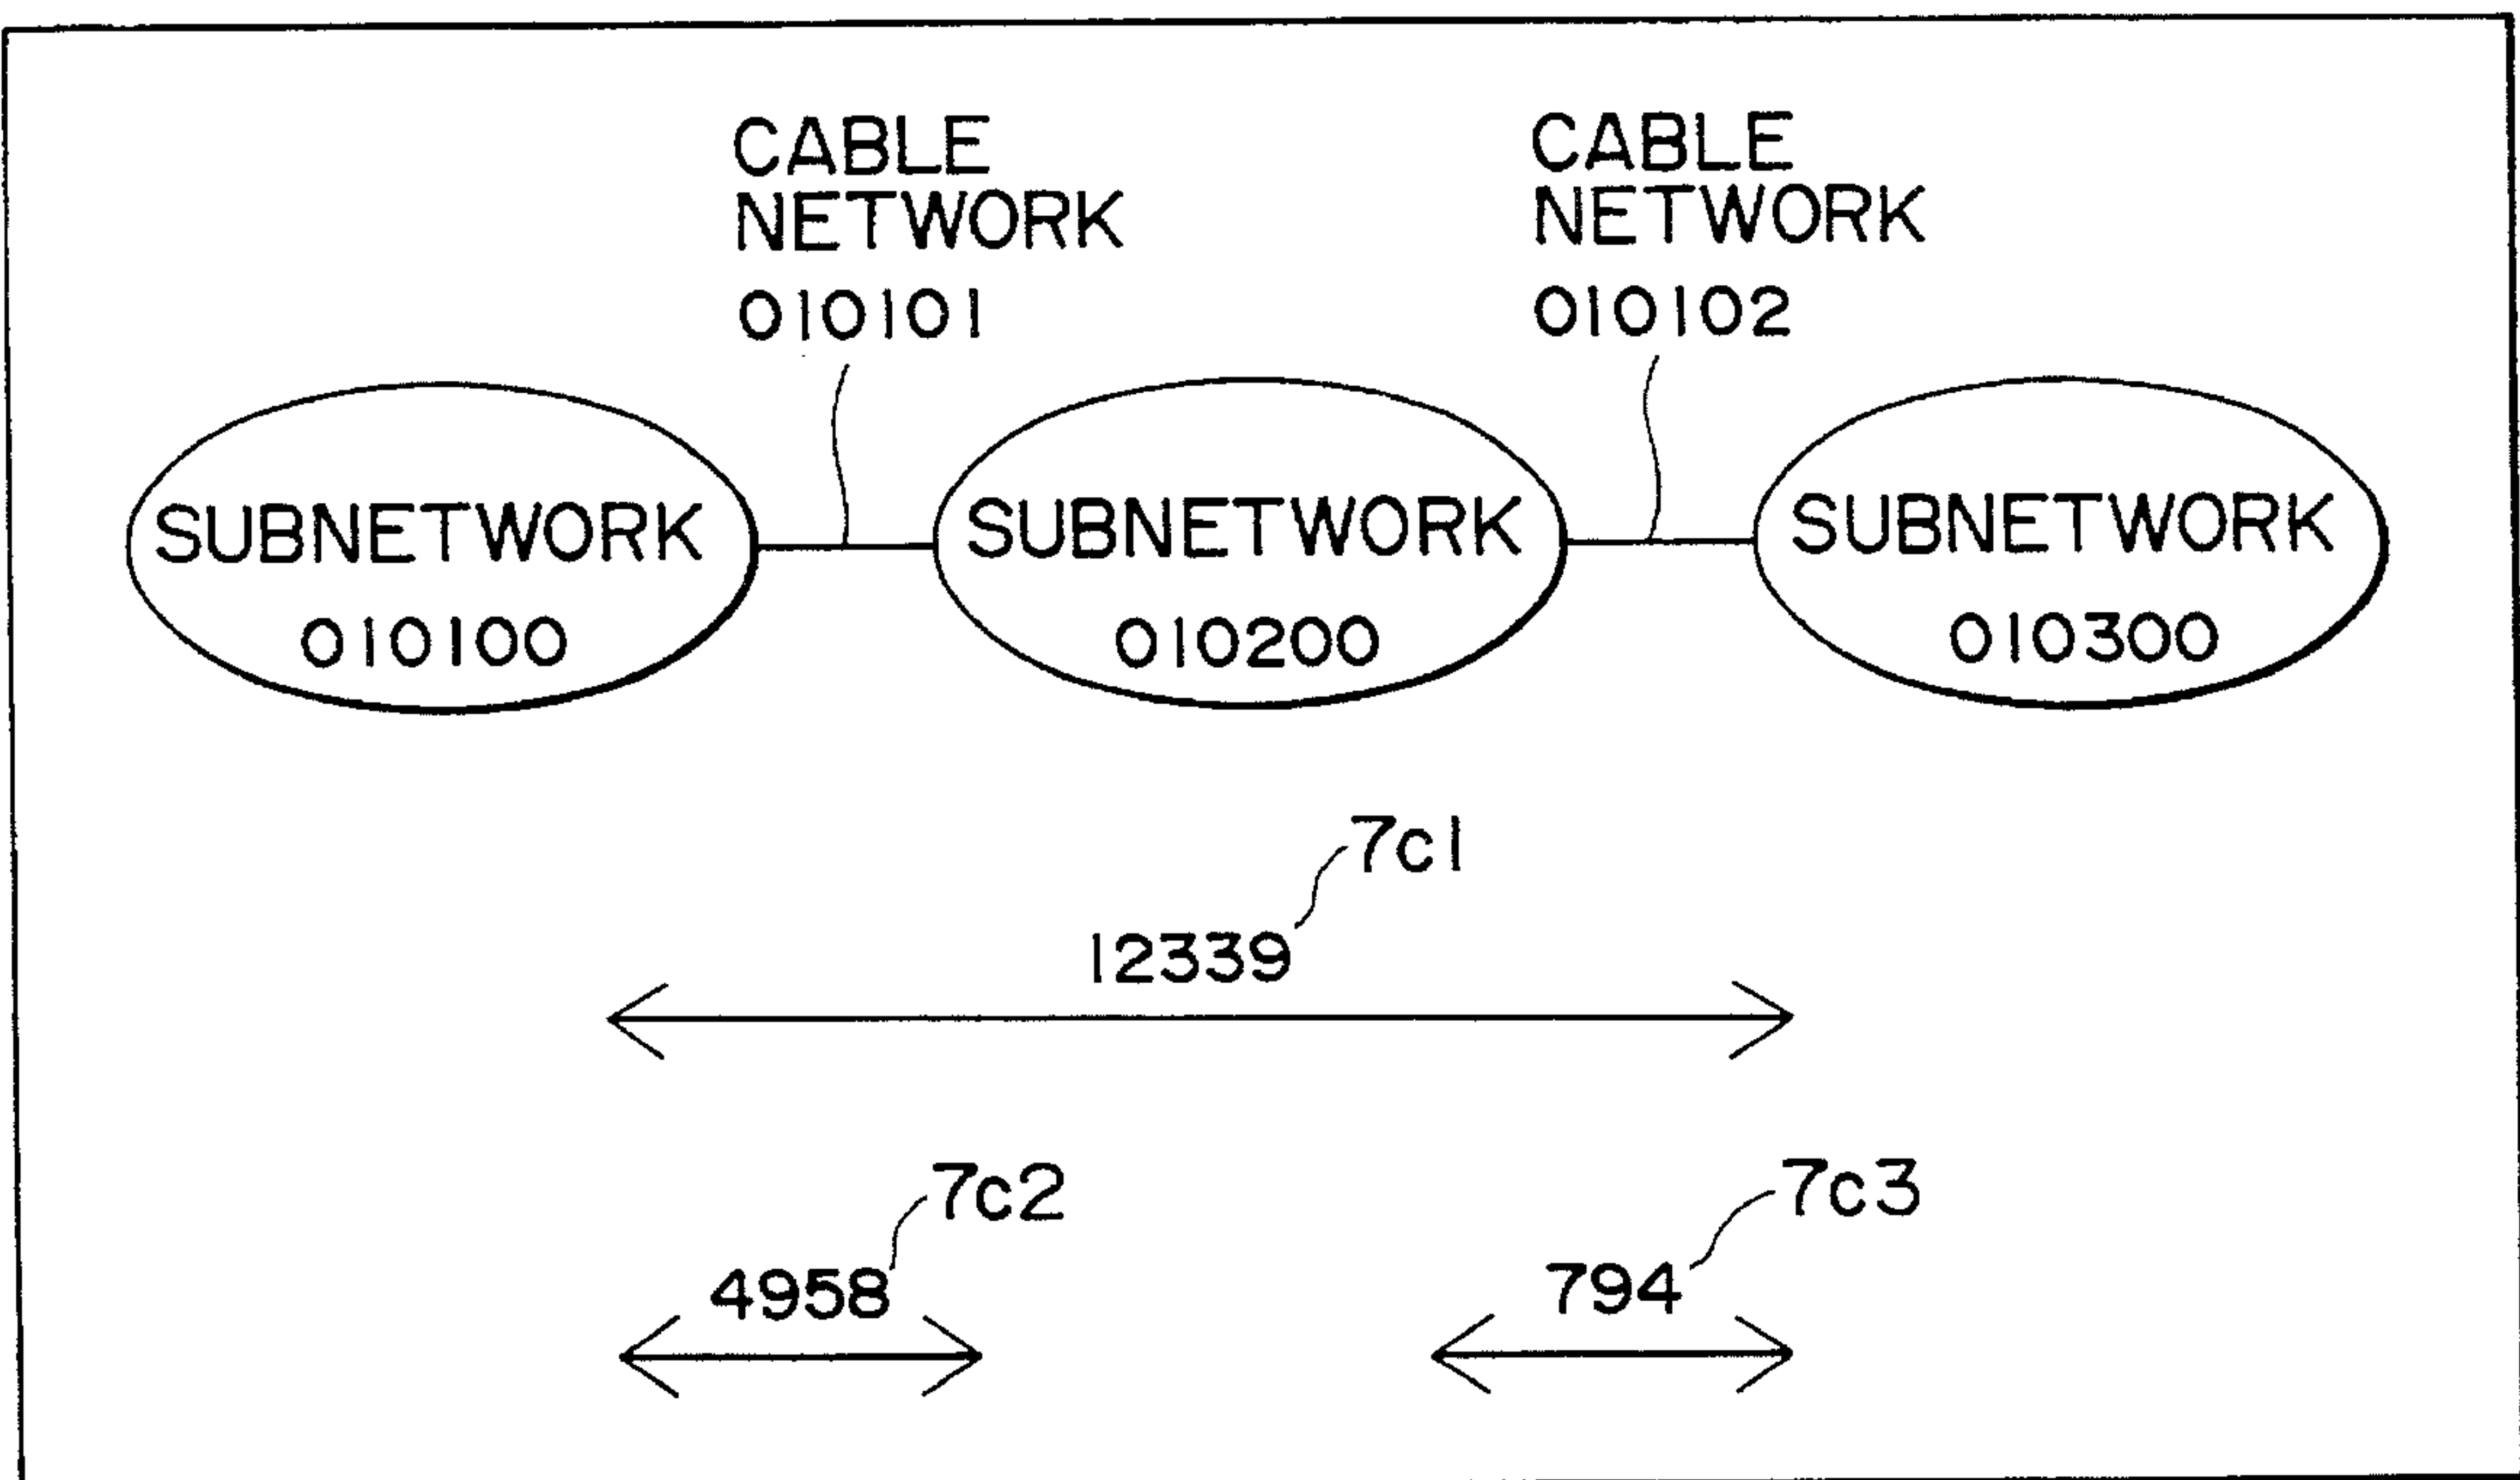 CABLE
NETWORK
010101
CABLE
NETWORK
010102
SUBNETWORK
010100
SUBNETWORK
010200
SUBNETWORK
010300
7c1
12339
7c2
4958
7c3
794